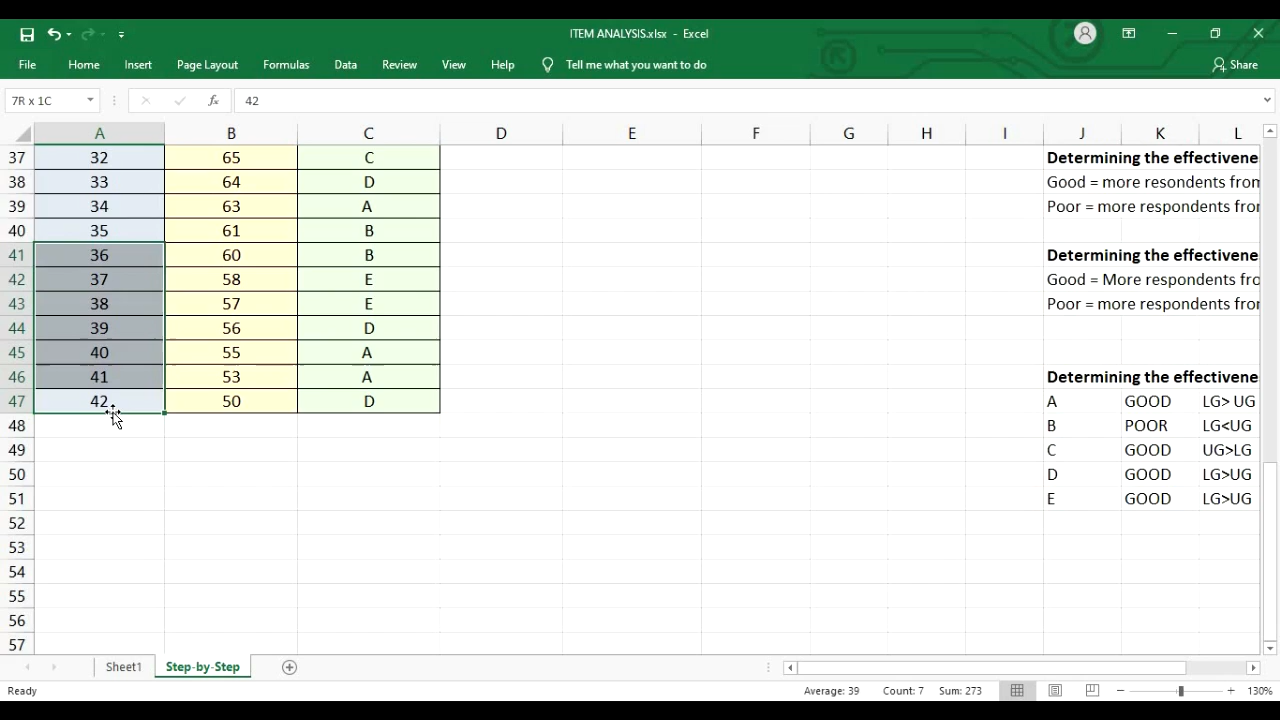 ITEM ANALYSIS.xlsx - Excel
File Home Insert Page Layout Formulas Data Review View Help Tell me what you want to do Share
7R x 1C fx 42
A B C D E F G H I J K L
37 32 65 C Determining the effectivene
38 33 64 D Good = more resondents from
39 34 63 A Poor = more respondents from
40 35 61 B
41 36 60 B Determining the effectivene
42 37 58 E Good = More respondents fro
43 38 57 E Poor = more respondents from
44 39 56 D
45 40 55 A
46 41 53 A Determining the effectivene
47 42 50 D A GOOD LG> UG
48 B POOR LG<UG
49 C GOOD UG>LG
50 D GOOD LG>UG
51 E GOOD LG>UG
52
53
54
55
56
57
Sheet1 Step-by-Step
Ready Average: 39 Count: 7 Sum: 273 130%